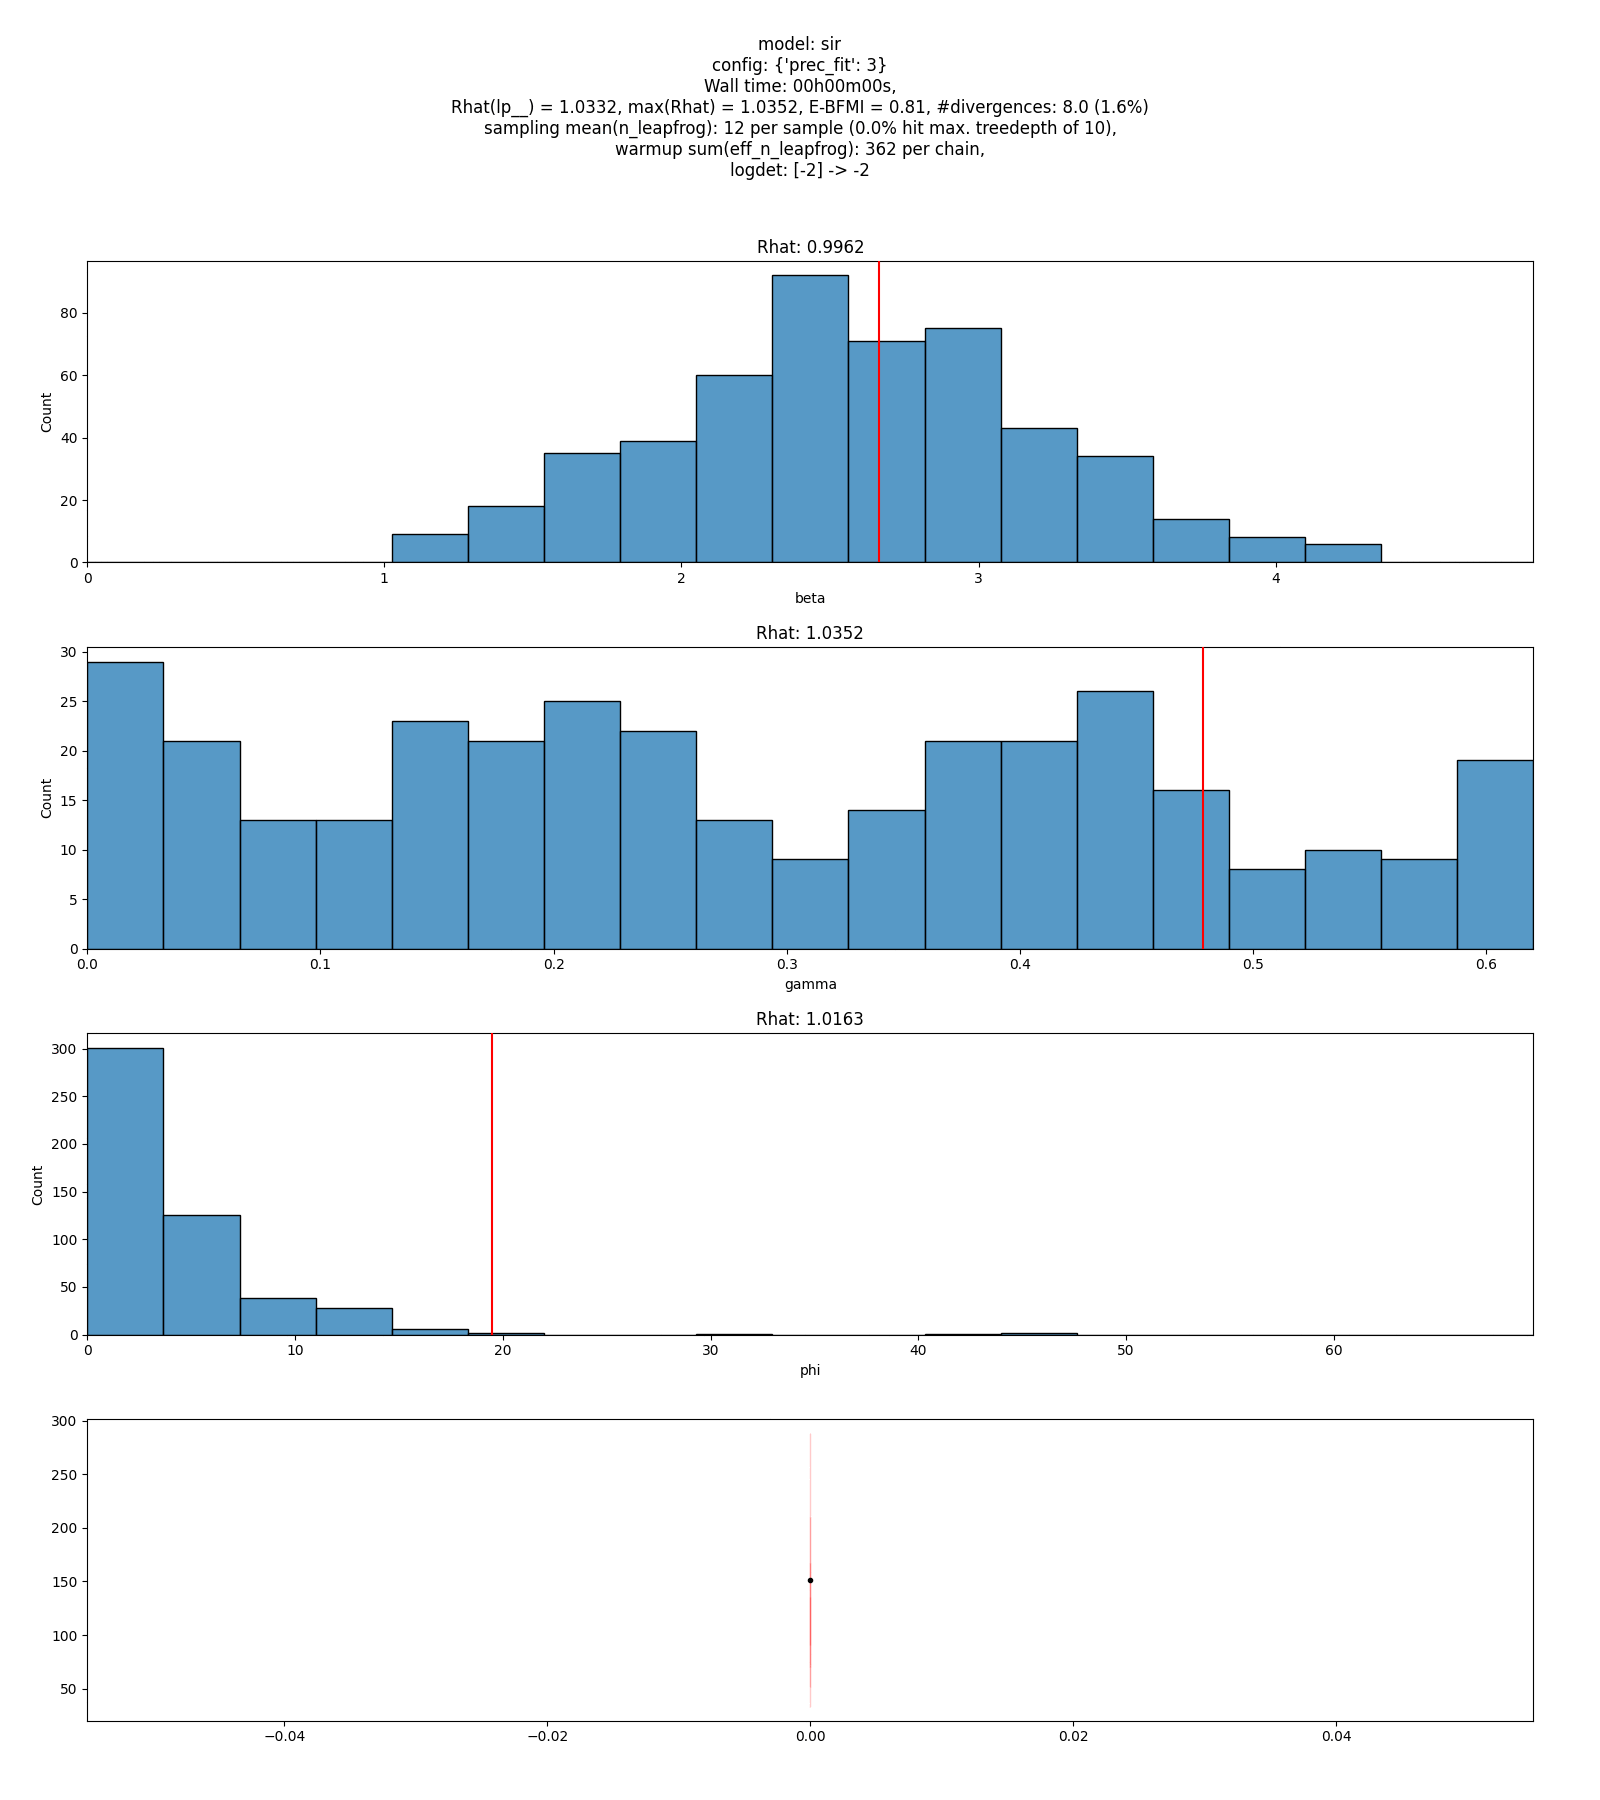 model: sir
config: {'prec_fit': 3}
Wall time: 00h00m00s,
Rhat(lp__) = 1.0332, max(Rhat) = 1.0352, E-BFMI = 0.81, #divergences: 8.0 (1.6%)
sampling mean(n_leapfrog): 12 per sample (0.0% hit max. treedepth of 10),
warmup sum(eff_n_leapfrog): 362 per chain,
logdet: [-2] -> -2
Rhat: 0.9962
80
60
40
20
0
Count
0 1 2 3 4
beta
Rhat: 1.0352
30
25
20
15
10
5
0
Count
0.0 0.1 0.2 0.3 0.4 0.5 0.6
gamma
Rhat: 1.0163
300
250
200
150
100
50
0
Count
0 10 20 30 40 50 60
phi
300
250
200
150
100
50
−0.04 −0.02 0.00 0.02 0.04